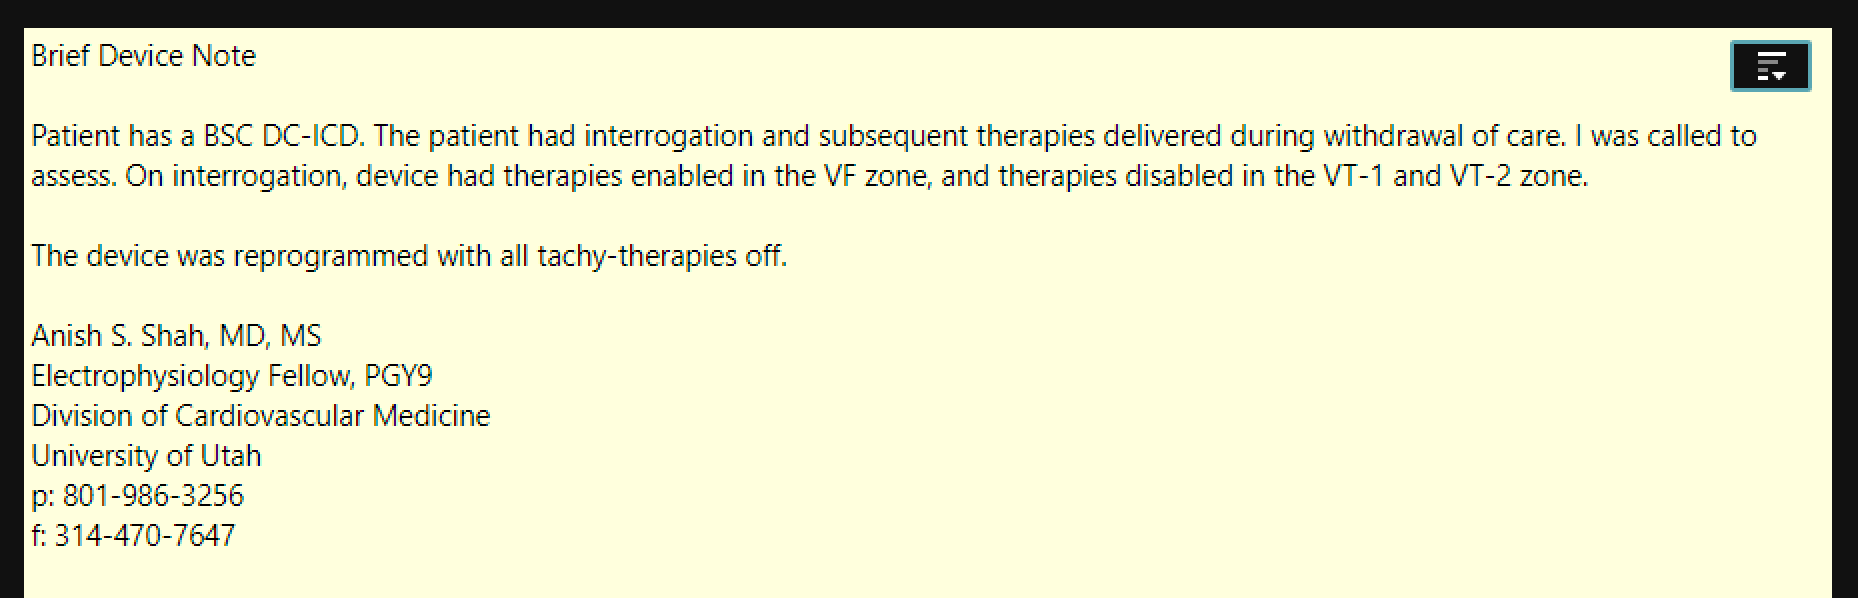 Brief Device Note
Patient has a BSC DC-ICD. The patient had interrogation and subsequent therapies delivered during withdrawal of care. I was called to
assess. On interrogation, device had therapies enabled in the VF zone, and therapies disabled in the VT-1 and VT-2 zone.
The device was reprogrammed with all tachy-therapies off.
Anish S. Shah, MD, MS
Electrophysiology Fellow, PGY9
Division of Cardiovascular Medicine
University of Utah
p: 801-986-3256
f: 314-470-7647